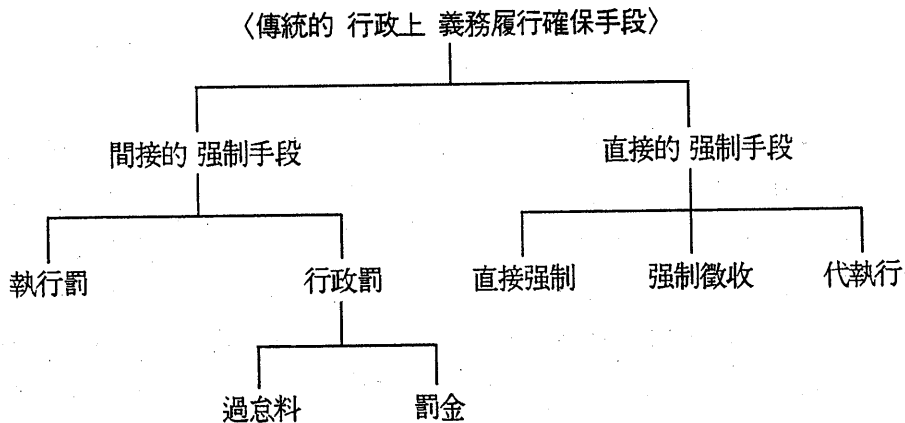 〈傳統的 行政上 義務履行確保手段〉
間接的 强制手段 直接的 强制手段
執行罰 行政罰 直接强制 强制徵收 代執行
過怠料 罰金